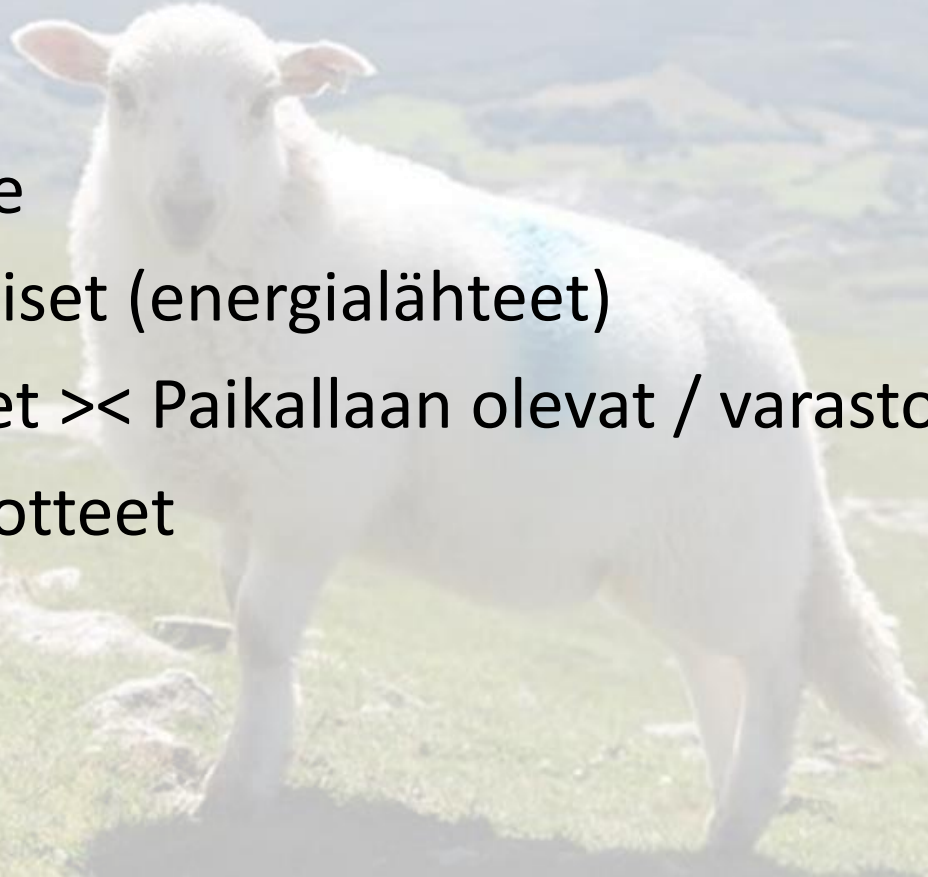 e
iset (energialähteet)
et >< Paikallaan olevat / varasto
otteet